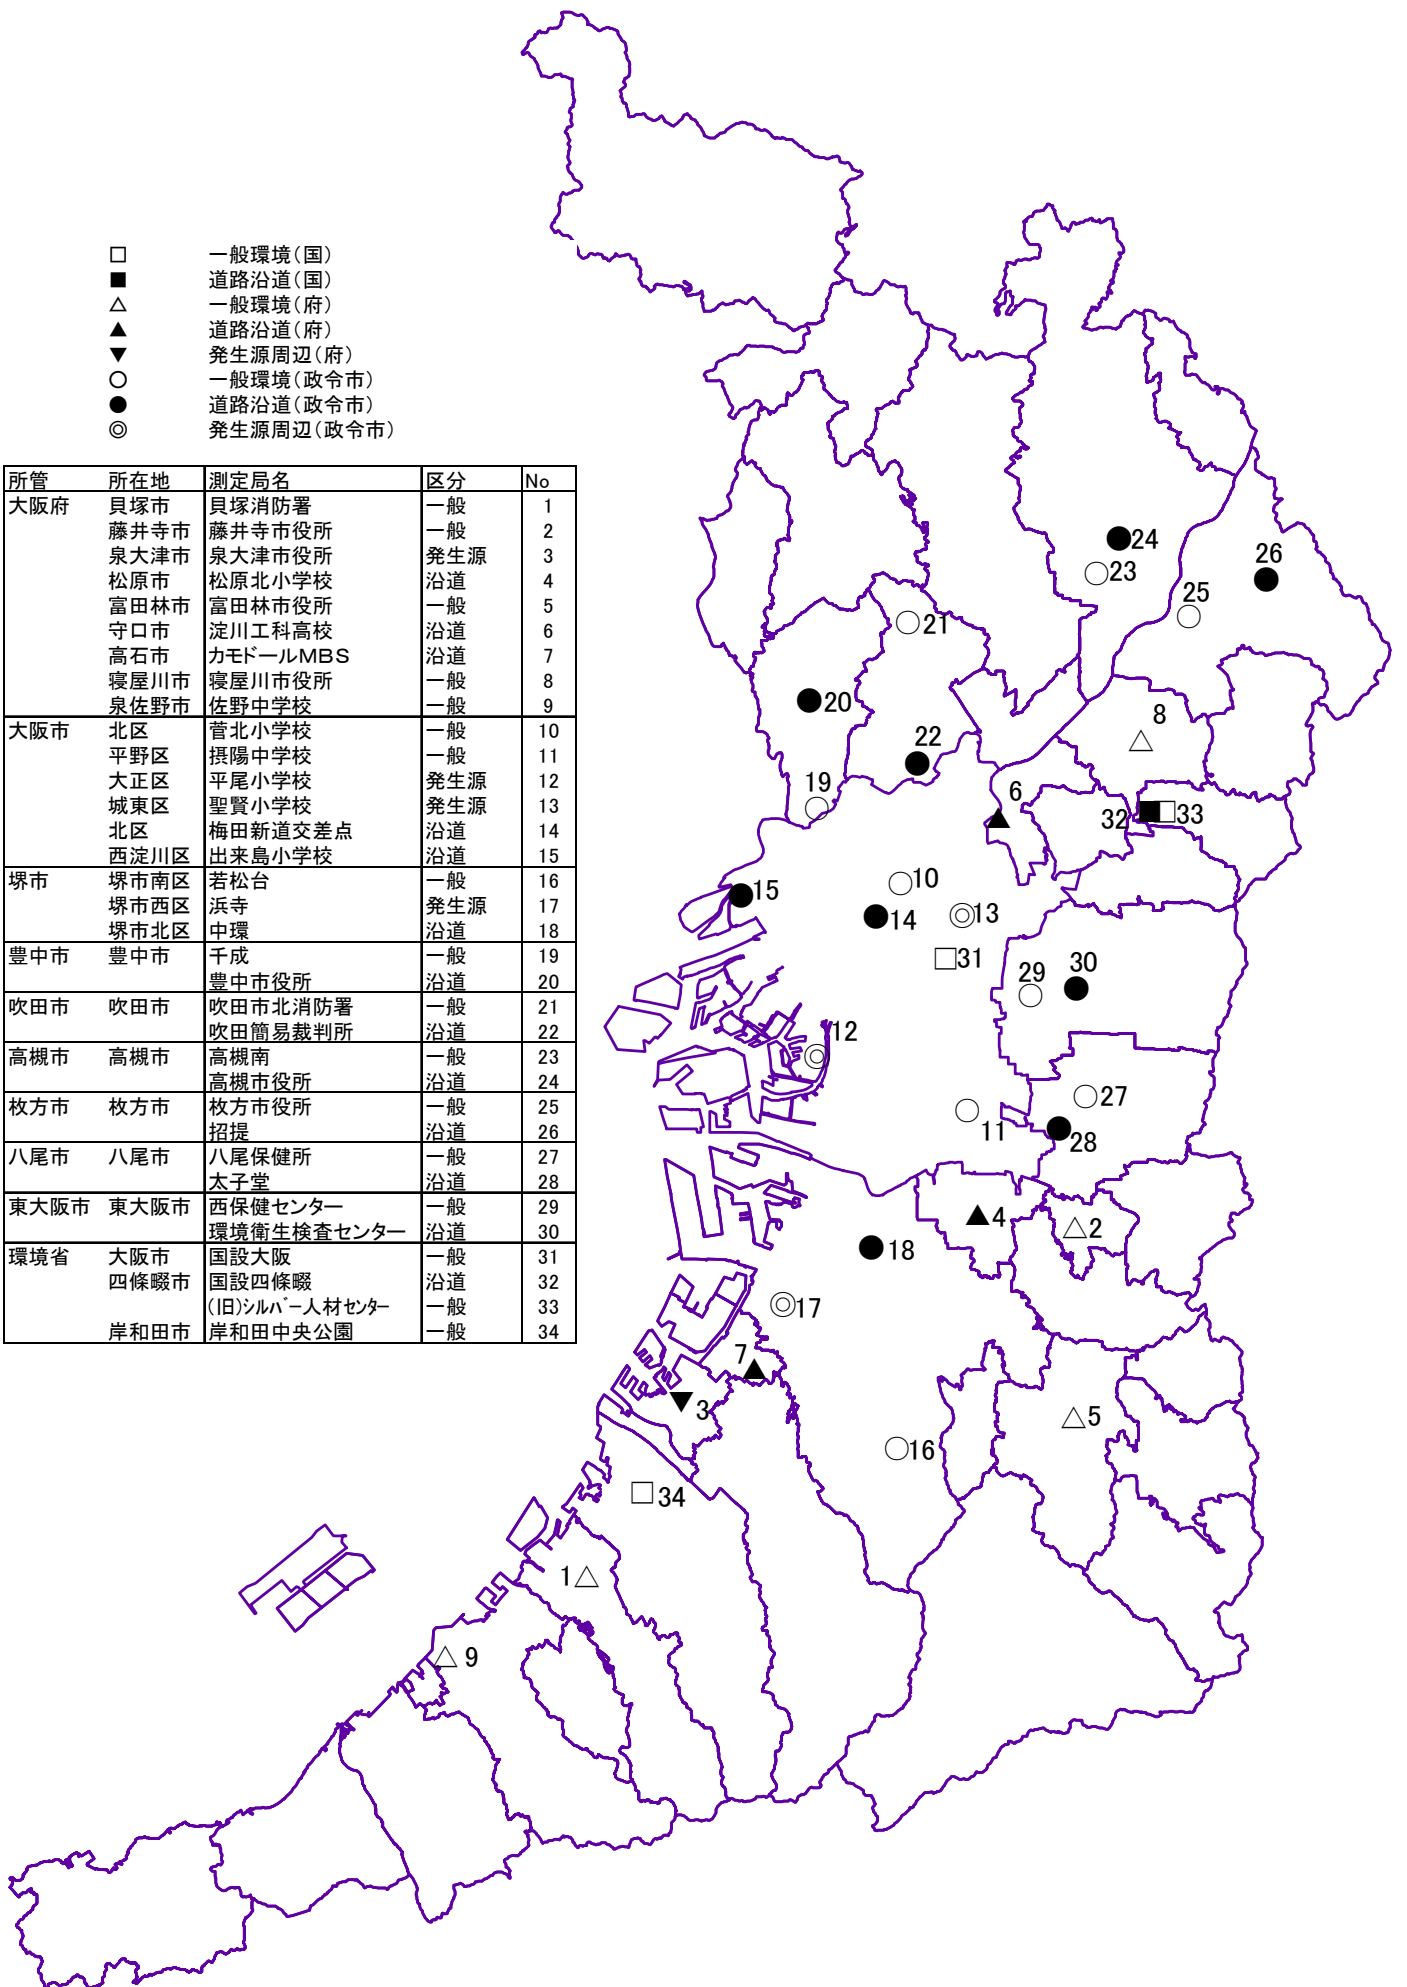 □ 一般環境(国)
■ 道路沿道(国)
△ 一般環境(府)
▲ 道路沿道(府)
▼ 発生源周辺(府)
○ 一般環境(政令市)
● 道路沿道(政令市)
◎ 発生源周辺(政令市)
所管 所在地 測定局名 区分 No
大阪府 貝塚市 貝塚消防署 一般 1
藤井寺市 藤井寺市役所 一般 2
泉大津市 泉大津市役所 発生源 3
松原市 松原北小学校 沿道 4
富田林市 富田林市役所 一般 5
守口市 淀川工科高校 沿道 6
高石市 カモドールMBS 沿道 7
寝屋川市 寝屋川市役所 一般 8
泉佐野市 佐野中学校 一般 9
大阪市 北区 菅北小学校 一般 10
平野区 摂陽中学校 一般 11
大正区 平尾小学校 発生源 12
城東区 聖賢小学校 発生源 13
北区 梅田新道交差点 沿道 14
西淀川区 出来島小学校 沿道 15
堺市 堺市南区 若松台 一般 16
堺市西区 浜寺 発生源 17
堺市北区 中環 沿道 18
豊中市 豊中市 千成 一般 19
豊中市役所 沿道 20
吹田市 吹田市 吹田市北消防署 一般 21
吹田簡易裁判所 沿道 22
高槻市 高槻市 高槻南 一般 23
高槻市役所 沿道 24
枚方市 枚方市 枚方市役所 一般 25
招提 沿道 26
八尾市 八尾市 八尾保健所 一般 27
太子堂 沿道 28
東大阪市 東大阪市 西保健センター 一般 29
環境衛生検査センター 沿道 30
環境省 大阪市 国設大阪 一般 31
四條畷市 国設四條畷 沿道 32
(旧)シルバー人材センター 一般 33
岸和田市 岸和田中央公園 一般 34
24
26
23
25
21
20
8
22
19
6
32
33
10
15
14
13
31
30
29
12
27
11
28
4
2
18
17
7
3
5
16
34
1
9